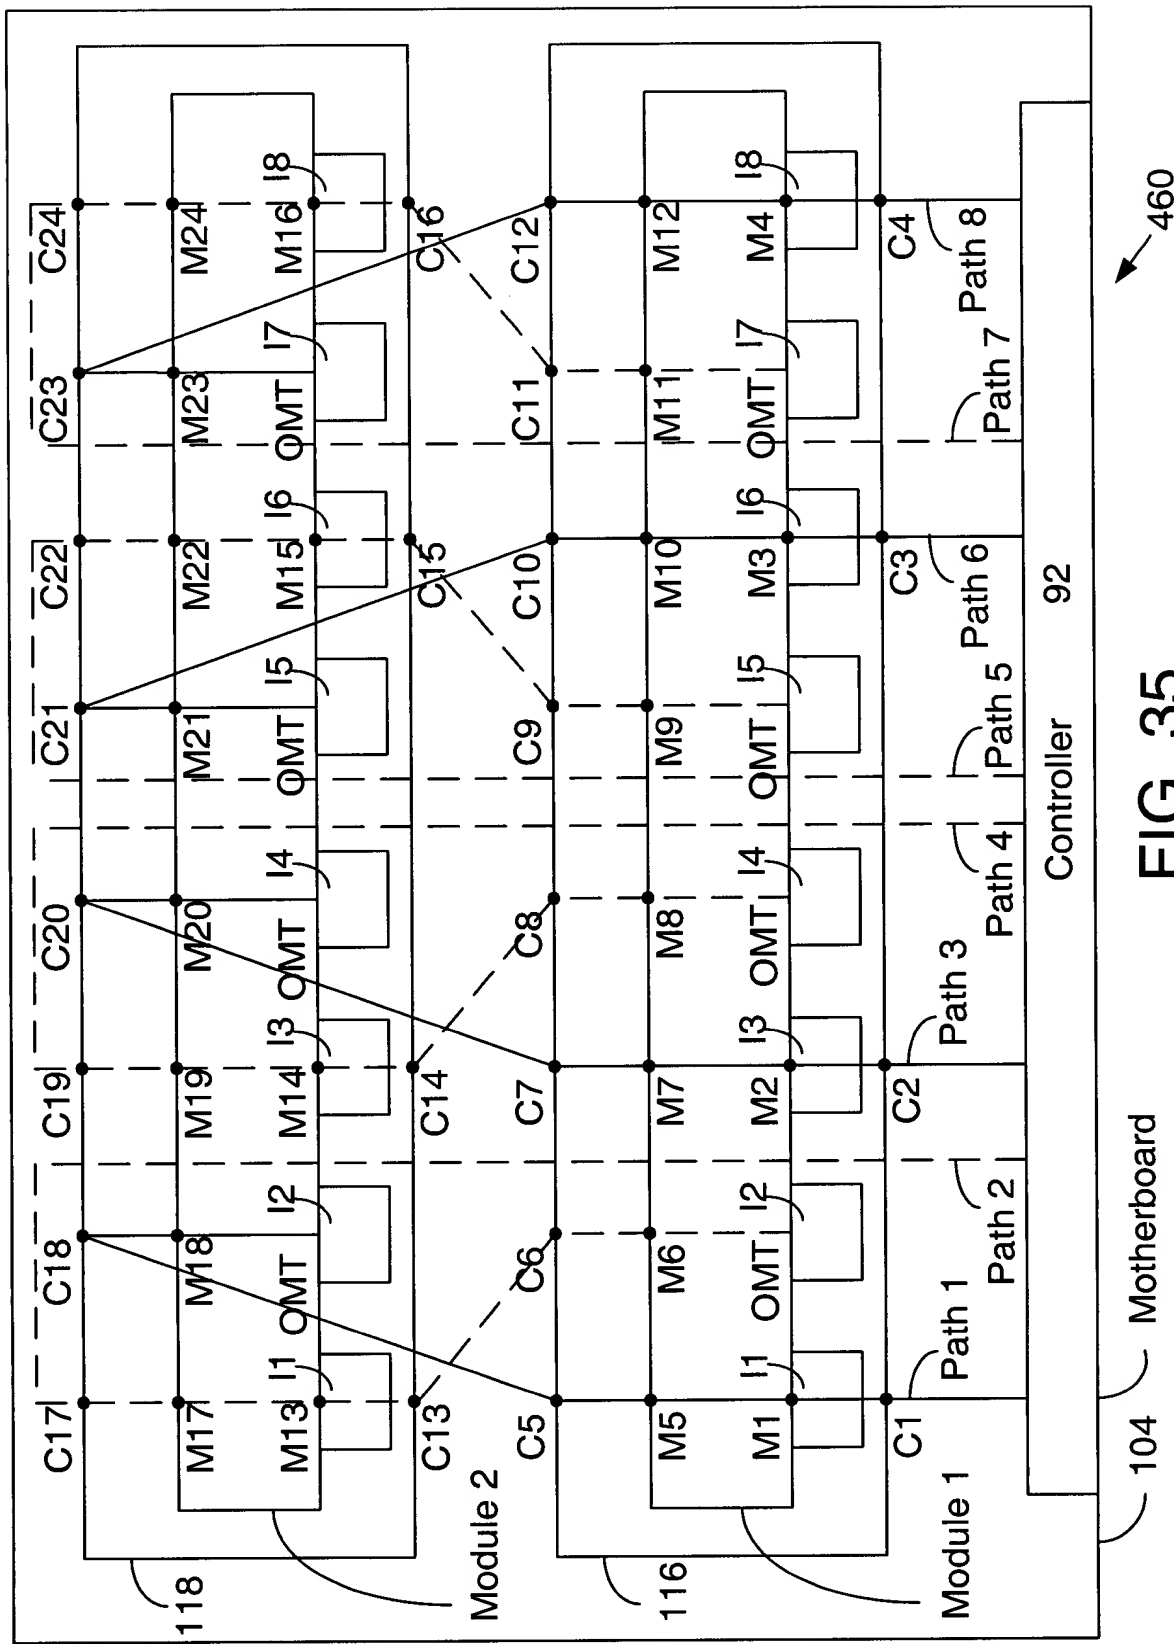 C17 C18 C19 C20 C21 C22 C23 C24
M17 M18 M19 M20 M21 M22 M23 M24
M13 OMT M14 OMT OMT M15 OMT M16
I1 I2 I3 I4 I5 I6 I7 I8
C13 C14 C15 C16
118
Module 2
C5 C6 C7 C8 C9 C10 C11 C12
M5 M6 M7 M8 M9 M10 M11 M12
M1 OMT M2 OMT OMT M3 OMT M4
I1 I2 I3 I4 I5 I6 I7 I8
C1 C2 C3 C4
116
Module 1
Path 1 Path 2 Path 3 Path 4 Path 5 Path 6 Path 7 Path 8
Controller 92
104 Motherboard
460
FIG. 35